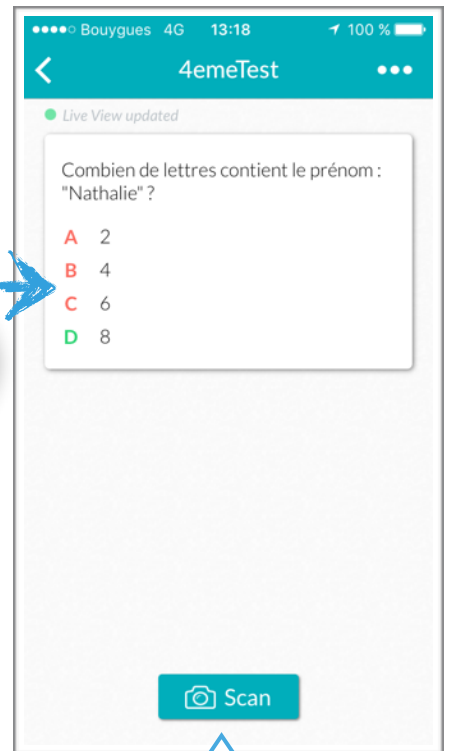 Bouygues 4G 13:18 100 %
4emeTest
Live View updated
Combien de lettres contient le prénom :
"Nathalie" ?
A 2
B 4
C 6
D 8
Scan